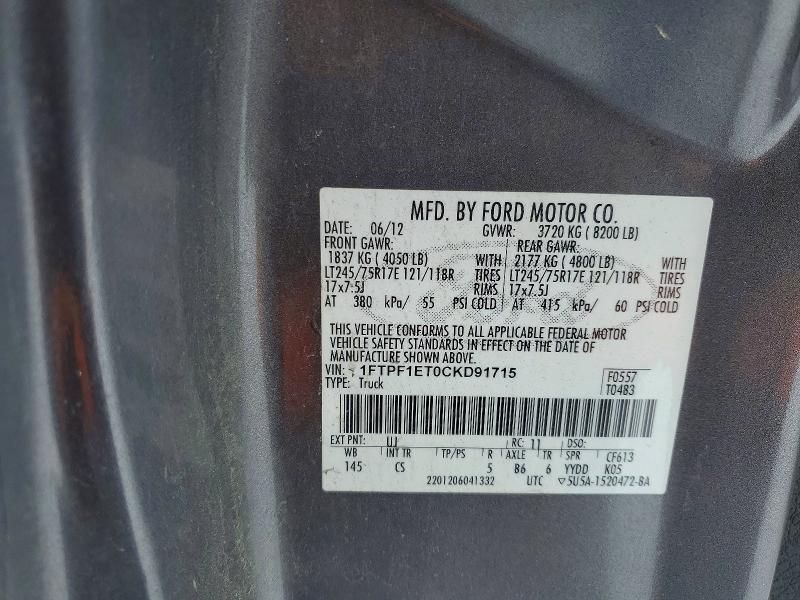 MFD. BY FORD MOTOR CO.
DATE: 06/12 GVWR: 3720 KG ( 8200 LB)
FRONT GAWR: REAR GAWR:
1837 KG ( 4050 LB) WITH 2177 KG ( 4800 LB) WITH
LT245/75R17E 121/118R TIRES LT245/75R17E 121/118R TIRES
17x7.5J RIMS 17x7.5J RIMS
AT 380 kPa/ 55 PSI COLD AT 415 kPa/ 60 PSI COLD
THIS VEHICLE CONFORMS TO ALL APPLICABLE FEDERAL MOTOR
VEHICLE SAFETY STANDARDS IN EFFECT ON THE DATE OF
MANUFACTURE SHOWN ABOVE.
VIN: 1FTPF1ET0CKD91715 F0557
TYPE: Truck T0483
EXT PNT: UJ RC: 11 DSO:
WB INT TR TP/PS R AXLE TR SPR CF613
145 CS 5 B6 6 YYDD K05
2201206041332 UTC ▽5U5A-1520472-BA